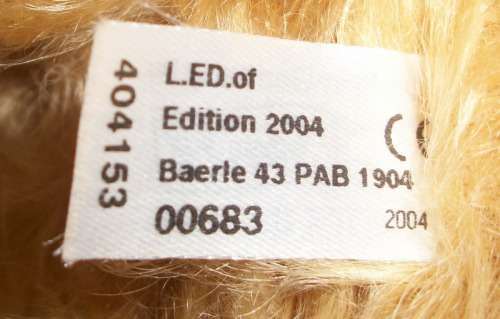 404153
L.ED.of
Edition 2004
Baerle 43 PAB 1904
00683
2004